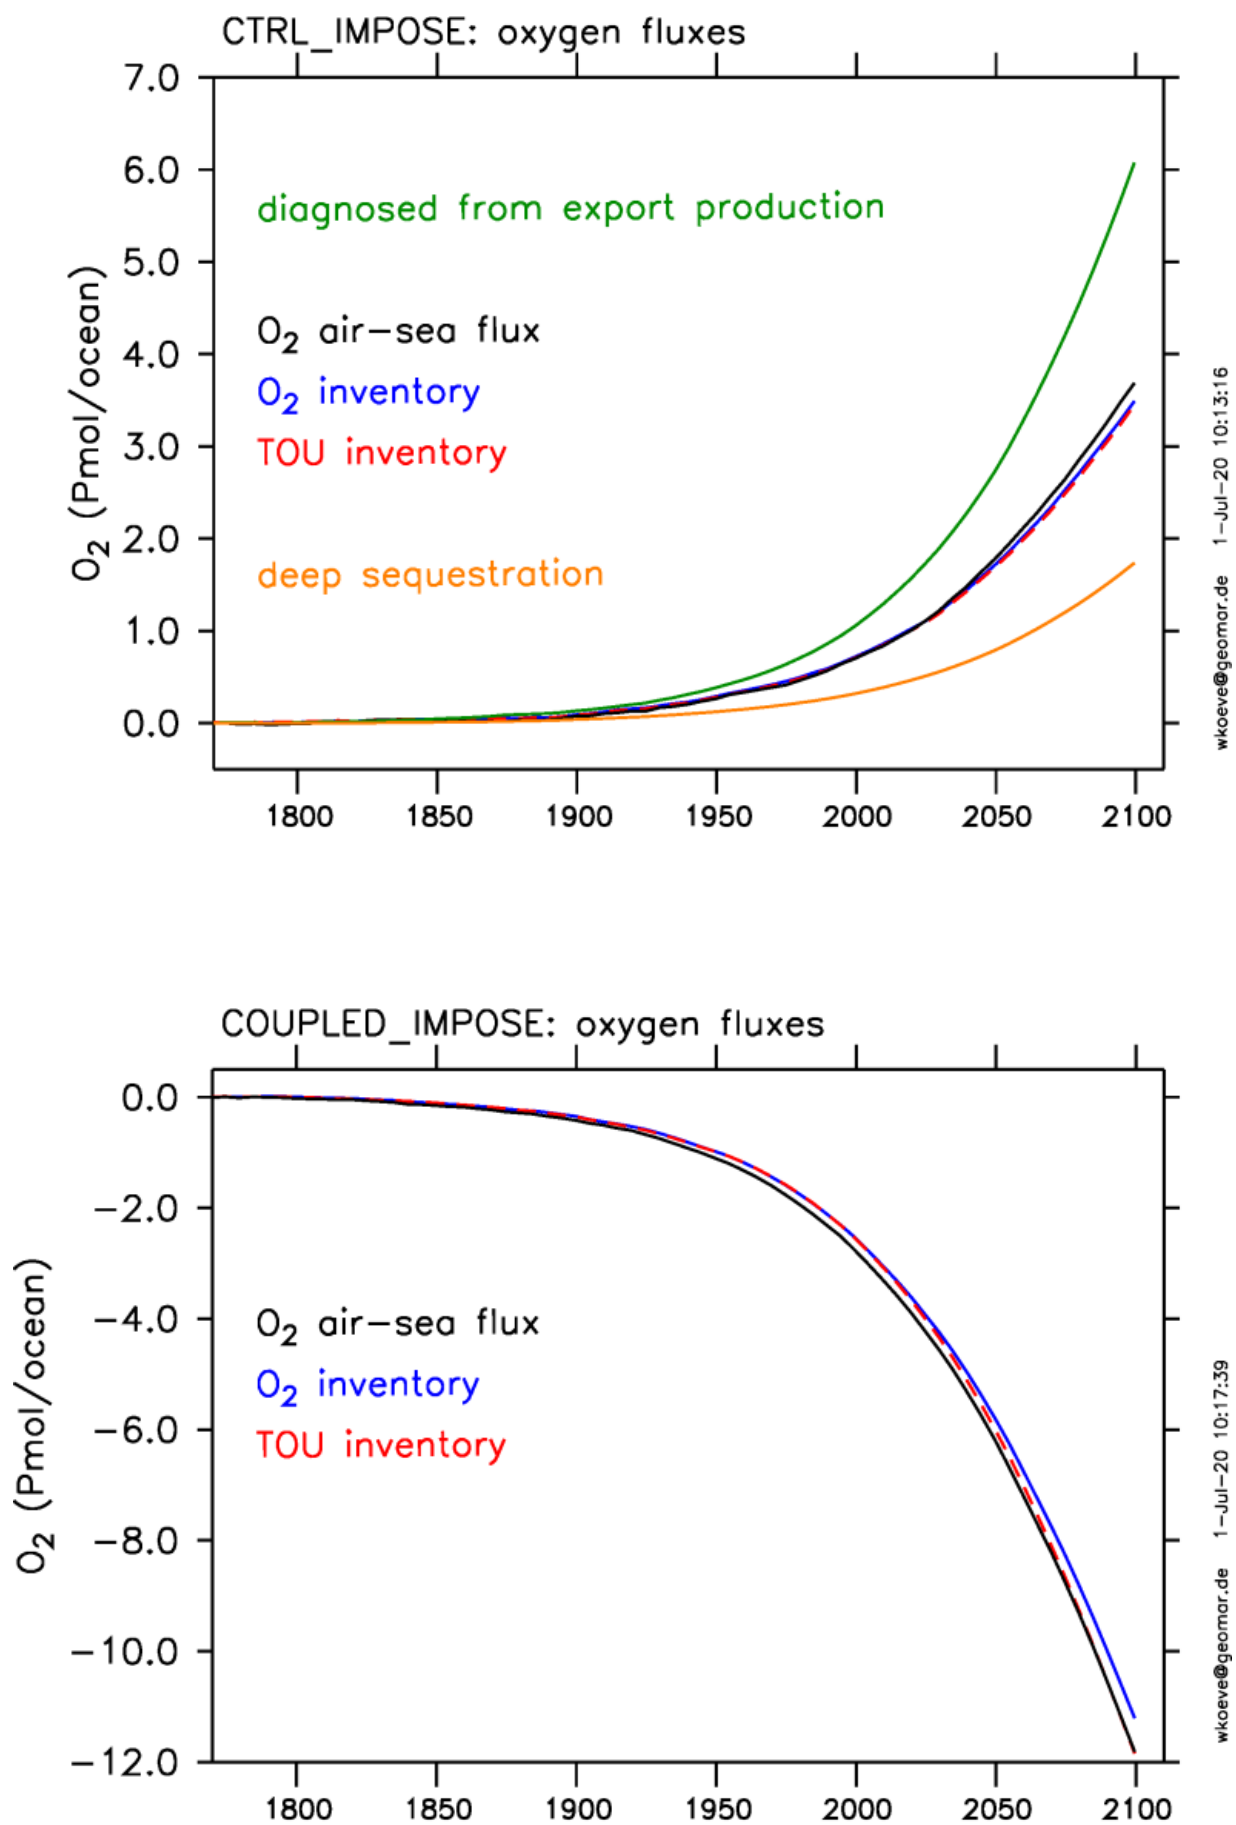 CTRL_IMPOSE: oxygen fluxes
7.0
6.0
5.0
4.0
3.0
2.0
1.0
0.0
O2 (Pmol/ocean)
diagnosed from export production
O2 air-sea flux
O2 inventory
TOU inventory
deep sequestration
1800 1850 1900 1950 2000 2050 2100
wkoeve@geomar.de 1-Jul-20 10:13:16
COUPLED_IMPOSE: oxygen fluxes
0.0
-2.0
-4.0
-6.0
-8.0
-10.0
-12.0
O2 (Pmol/ocean)
O2 air-sea flux
O2 inventory
TOU inventory
1800 1850 1900 1950 2000 2050 2100
wkoeve@geomar.de 1-Jul-20 10:17:39